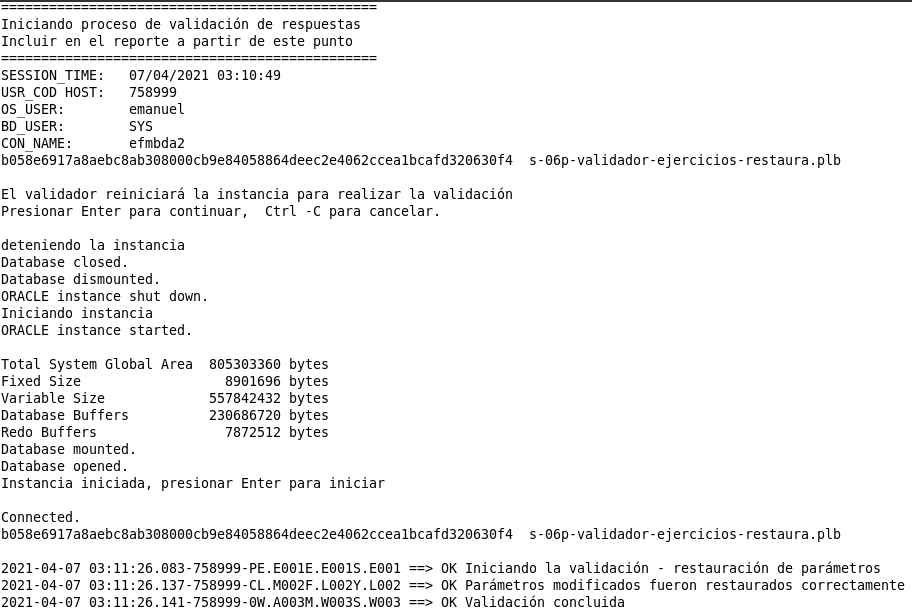 ===============================================
Iniciando proceso de validación de respuestas
Incluir en el reporte a partir de este punto
===============================================
SESSION_TIME:   07/04/2021 03:10:49
USR_COD HOST:   758999
OS_USER:        emanuel
BD_USER:        SYS
CON_NAME:       efmbda2
b058e6917a8aebc8ab308000cb9e84058864deec2e4062ccea1bcafd320630f4  s-06p-validador-ejercicios-restaura.plb
El validador reiniciará la instancia para realizar la validación
Presionar Enter para continuar,  Ctrl -C para cancelar.
deteniendo la instancia
Database closed.
Database dismounted.
ORACLE instance shut down.
Iniciando instancia
ORACLE instance started.
Total System Global Area  805303360 bytes
Fixed Size                  8901696 bytes
Variable Size             557842432 bytes
Database Buffers          230686720 bytes
Redo Buffers                7872512 bytes
Database mounted.
Database opened.
Instancia iniciada, presionar Enter para iniciar
Connected.
b058e6917a8aebc8ab308000cb9e84058864deec2e4062ccea1bcafd320630f4  s-06p-validador-ejercicios-restaura.plb
2021-04-07 03:11:26.083-758999-PE.E001E.E001S.E001 ==> OK Iniciando la validación - restauración de parámetros
2021-04-07 03:11:26.137-758999-CL.M002F.L002Y.L002 ==> OK Parámetros modificados fueron restaurados correctamente
2021-04-07 03:11:26.141-758999-0W.A003M.W003S.W003 ==> OK Validación concluida